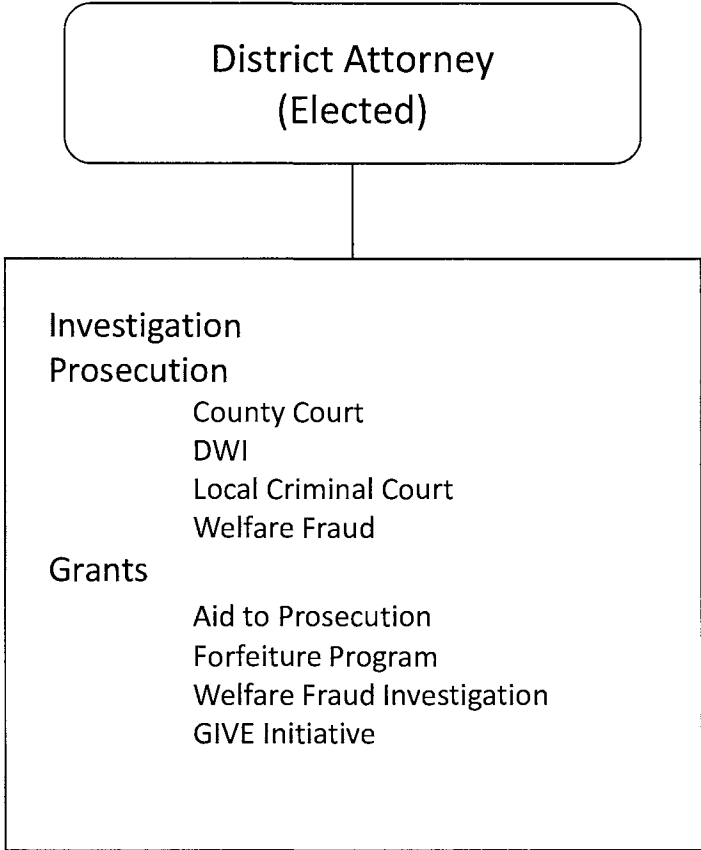 District Attorney
(Elected)
Investigation
Prosecution
County Court
DWI
Local Criminal Court
Welfare Fraud
Grants
Aid to Prosecution
Forfeiture Program
Welfare Fraud Investigation
GIVE Initiative